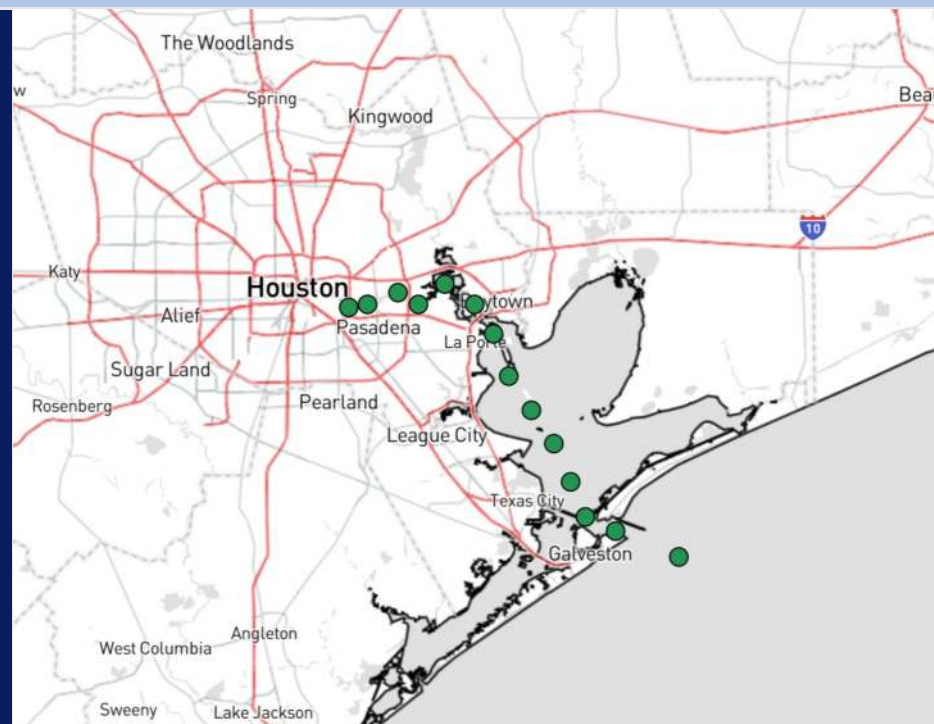 The Woodlands
w
Spring
Bea
Kingwood
10
Katy
Houston
Baytown
Alief
Pasadena
La Porte
Sugar Land
Rosenberg
Pearland
League City
Texas City
Galveston
Angleton
West Columbia
Sweeny
Lake Jackson